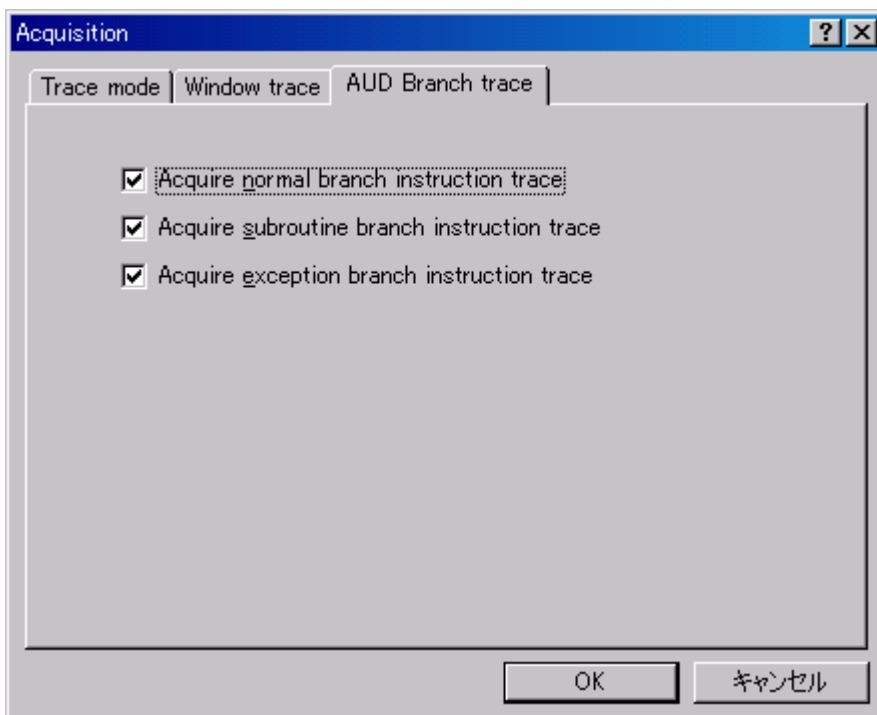 Acquisition
Trace mode Window trace AUD Branch trace
Acquire normal branch instruction trace
Acquire subroutine branch instruction trace
Acquire exception branch instruction trace
OK キャンセル